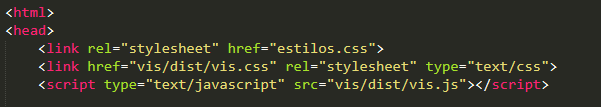 <html>
<head>
<link rel="stylesheet" href="estilos.css">
<link href="vis/dist/vis.css" rel="stylesheet" type="text/css">
<script type="text/javascript" src="vis/dist/vis.js"></script>